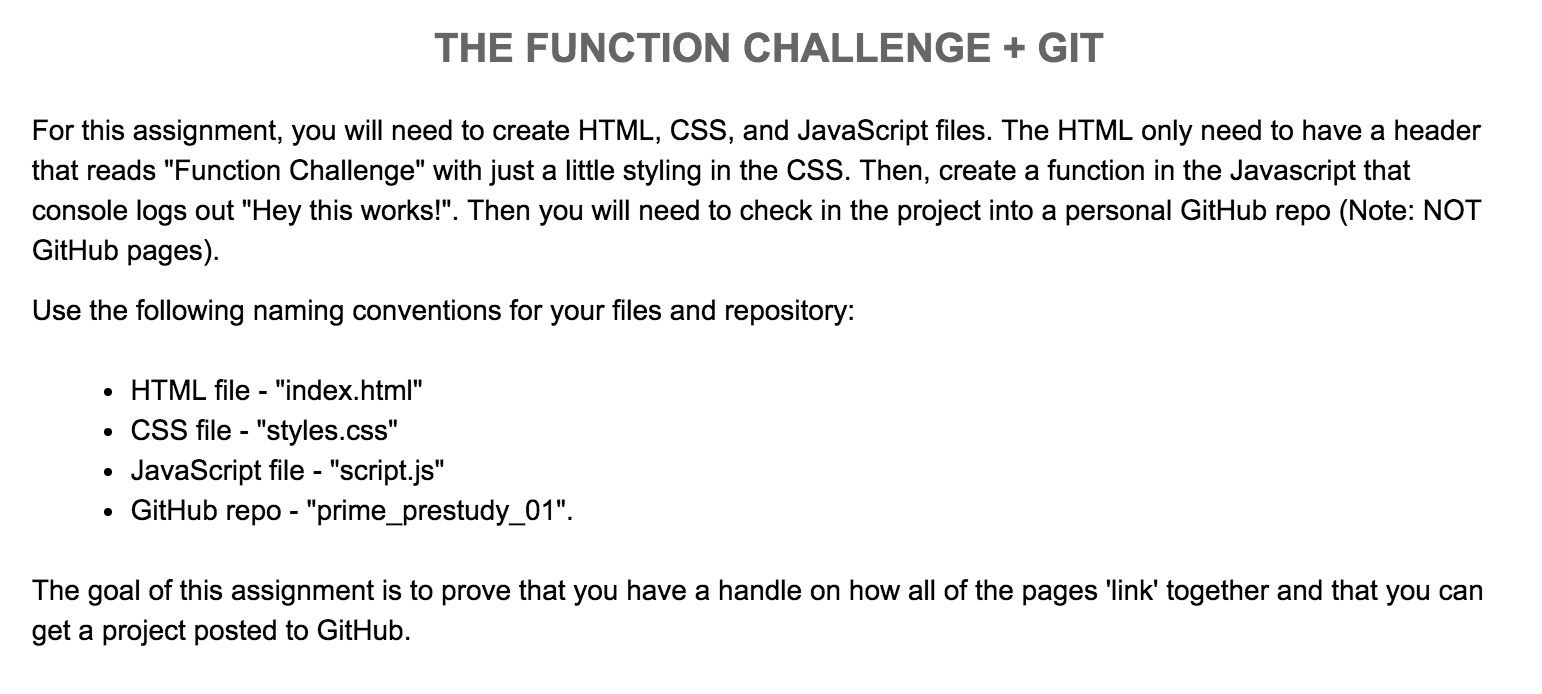 THE FUNCTION CHALLENGE + GIT
For this assignment, you will need to create HTML, CSS, and JavaScript files. The HTML only need to have a header
that reads "Function Challenge" with just a little styling in the CSS. Then, create a function in the Javascript that
console logs out "Hey this works!". Then you will need to check in the project into a personal GitHub repo (Note: NOT
GitHub pages).
Use the following naming conventions for your files and repository:
• HTML file - "index.html"
• CSS file - "styles.css"
• JavaScript file - "script.js"
• GitHub repo - "prime_prestudy_01".
The goal of this assignment is to prove that you have a handle on how all of the pages 'link' together and that you can
get a project posted to GitHub.